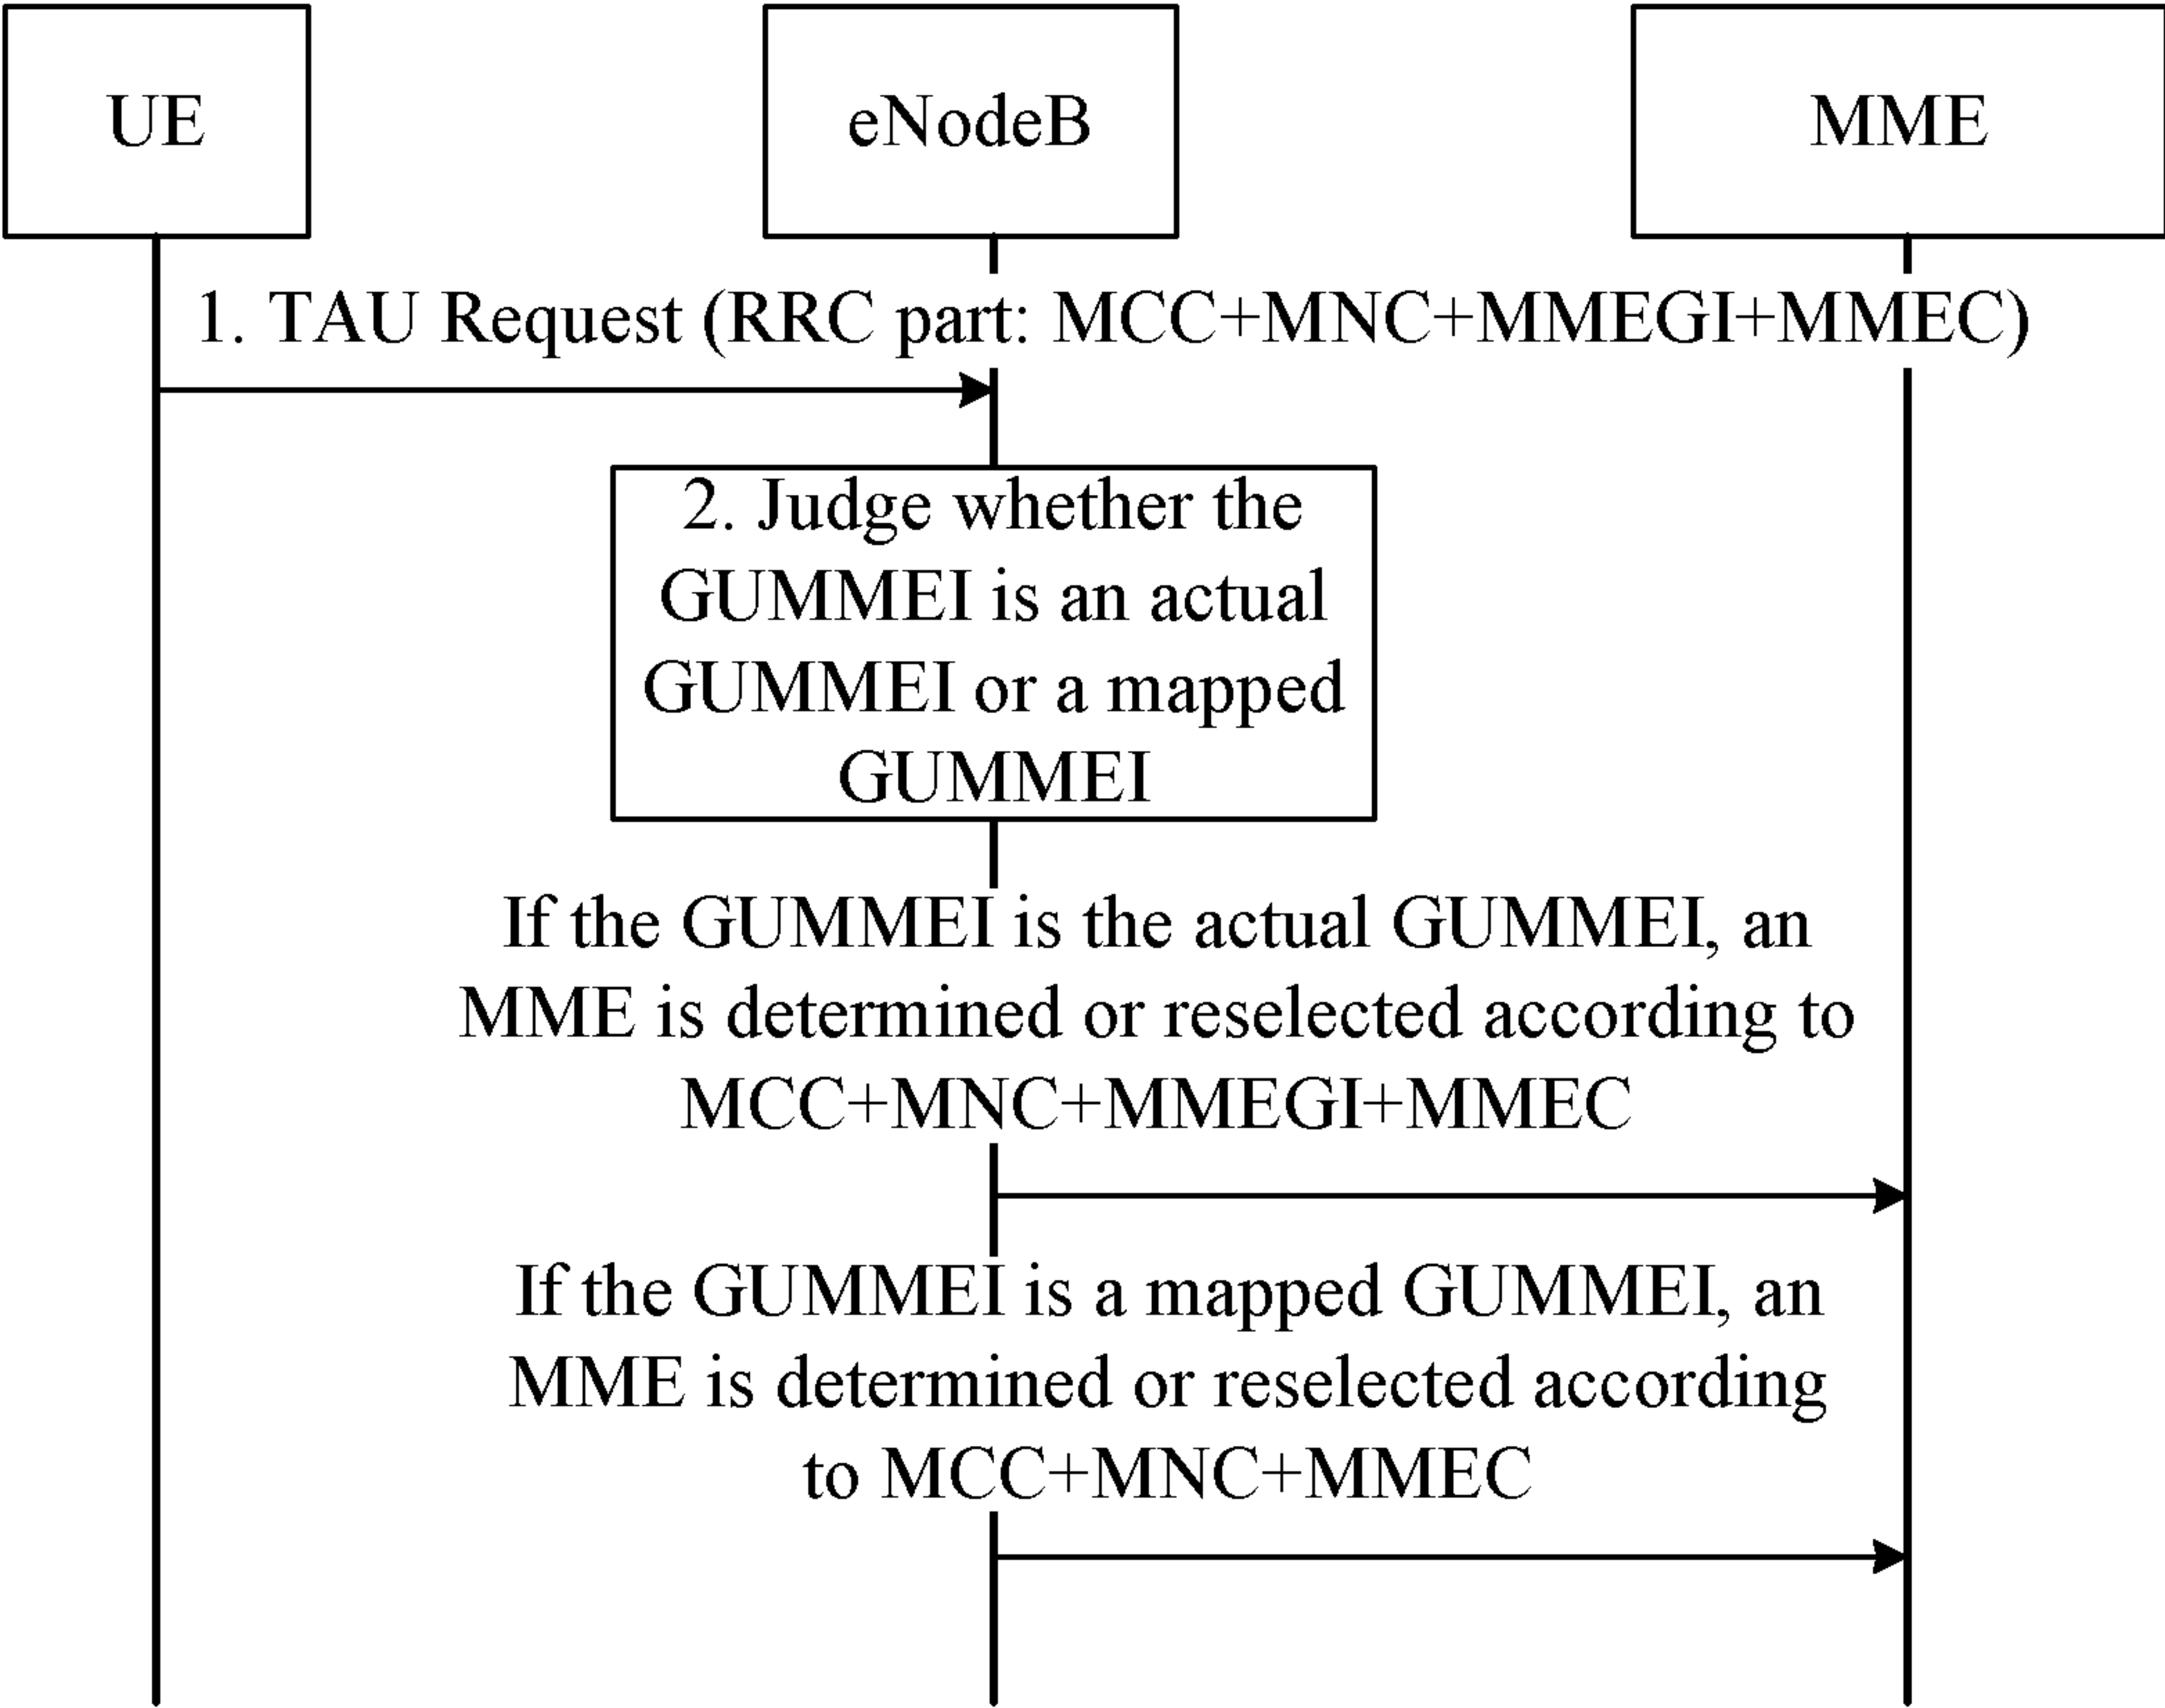 UE
eNodeB
MME
1. TAU Request (RRC part: MCC+MNC+MMEGI+MMEC)
2. Judge whether the
GUMMEI is an actual
GUMMEI or a mapped
GUMMEI
If the GUMMEI is the actual GUMMEI, an
MME is determined or reselected according to
MCC+MNC+MMEGI+MMEC
If the GUMMEI is a mapped GUMMEI, an
MME is determined or reselected according
to MCC+MNC+MMEC